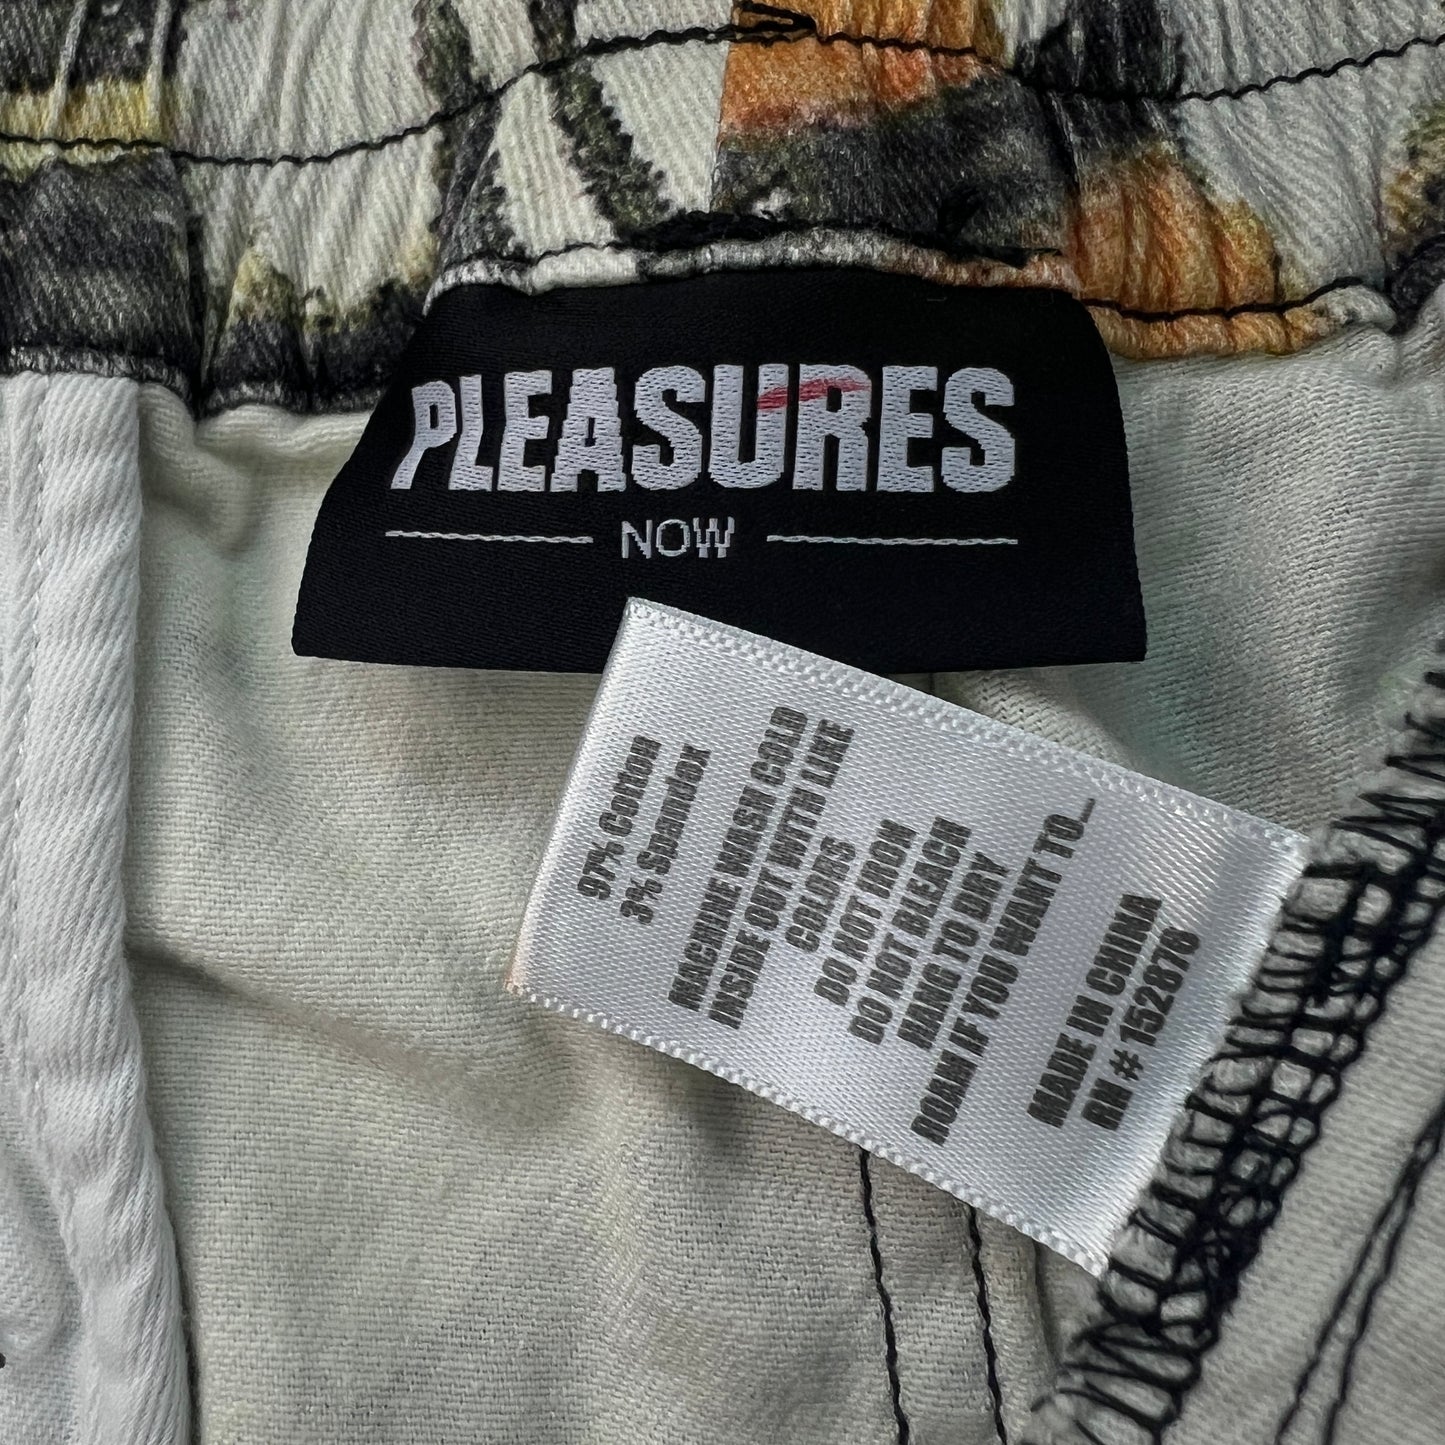 PLEASURES
NOW
97% Cotton
3% Spandex
MACHINE WASH COLD
INSIDE OUT WITH LIKE
COLORS
DO NOT IRON
DO NOT BLEACH
HANG TO DRY
ROAM IF YOU WANT TO...
MADE IN CHINA
RN # 152876